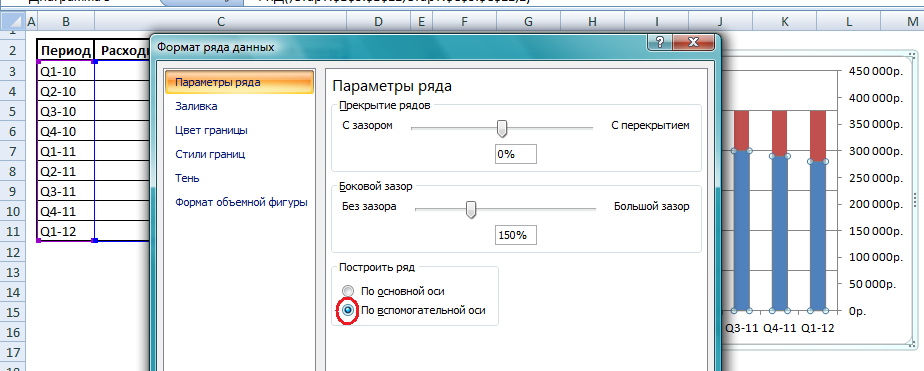 A B C D E F G H I J K L M
2 Период Расходы
3 Q1-10
4 Q2-10
5 Q3-10
6 Q4-10
7 Q1-11
8 Q2-11
9 Q3-11
10 Q4-11
11 Q1-12
12
13
14
15
16
17
Формат ряда данных
Параметры ряда
Заливка
Цвет границы
Стили границ
Тень
Формат объемной фигуры
Параметры ряда
Прекрытие рядов
С зазором С перекрытием
0%
Боковой зазор
Без зазора Большой зазор
150%
Построить ряд
По основной оси
По вспомогательной оси
450 000р.
400 000р.
350 000р.
300 000р.
250 000р.
200 000р.
150 000р.
100 000р.
50 000р.
0р.
Q3-11 Q4-11 Q1-12